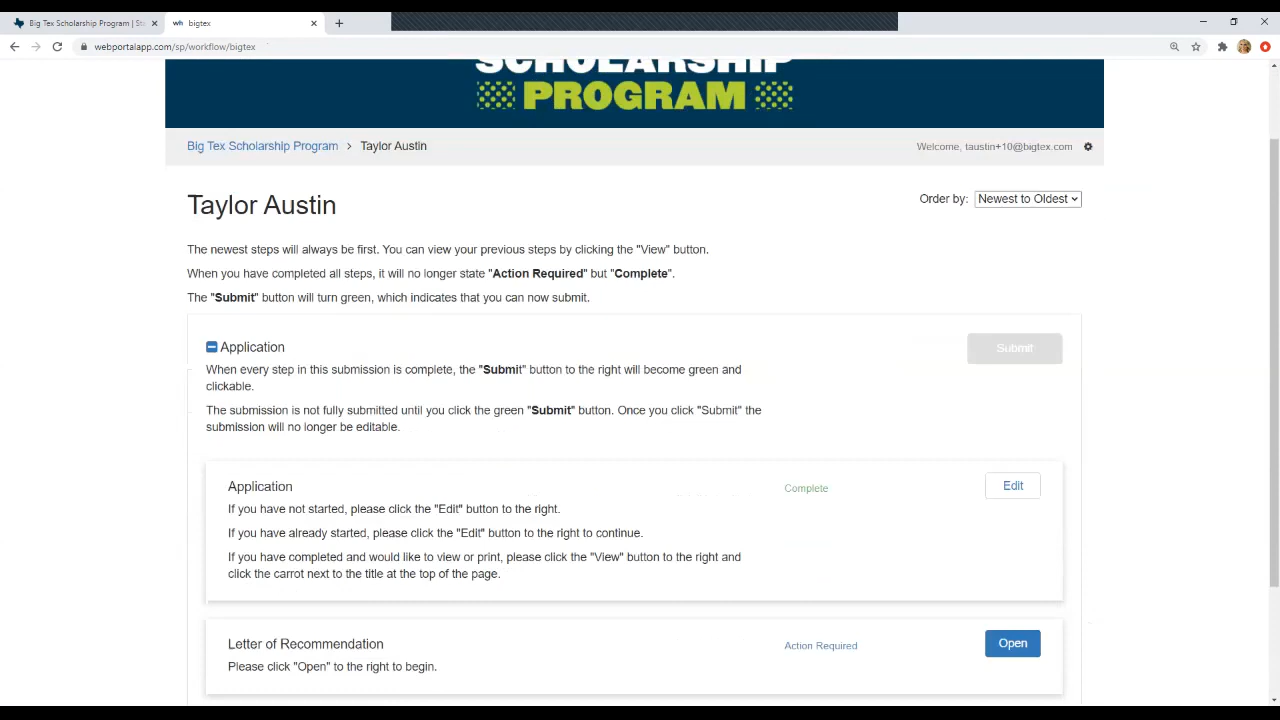 Big Tex Scholarship Program | Sta
bigtex
webportalapp.com/sp/workflow/bigtex
SCHOLARSHIP
PROGRAM
Big Tex Scholarship Program > Taylor Austin
Welcome, taustin+10@bigtex.com
Taylor Austin
Order by: Newest to Oldest
The newest steps will always be first. You can view your previous steps by clicking the "View" button.
When you have completed all steps, it will no longer state "Action Required" but "Complete".
The "Submit" button will turn green, which indicates that you can now submit.
Application
Submit
When every step in this submission is complete, the "Submit" button to the right will become green and
clickable.
The submission is not fully submitted until you click the green "Submit" button. Once you click "Submit" the
submission will no longer be editable.
Application
Complete
Edit
If you have not started, please click the "Edit" button to the right.
If you have already started, please click the "Edit" button to the right to continue.
If you have completed and would like to view or print, please click the "View" button to the right and
click the carrot next to the title at the top of the page.
Letter of Recommendation
Action Required
Open
Please click "Open" to the right to begin.